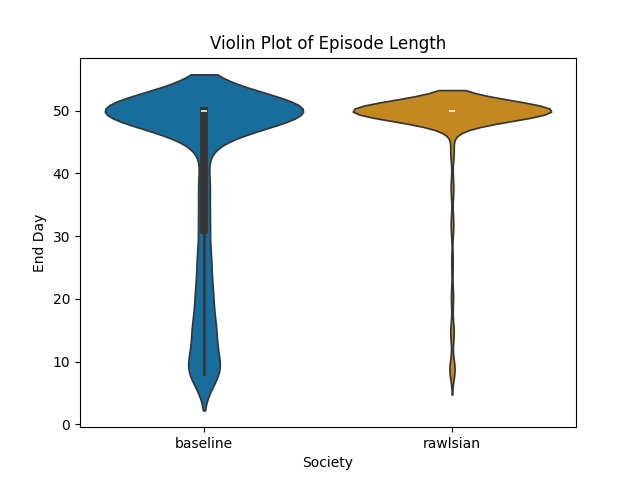 Violin Plot of Episode Length
End Day
50
40
30
20
10
0
baseline
rawlsian
Society